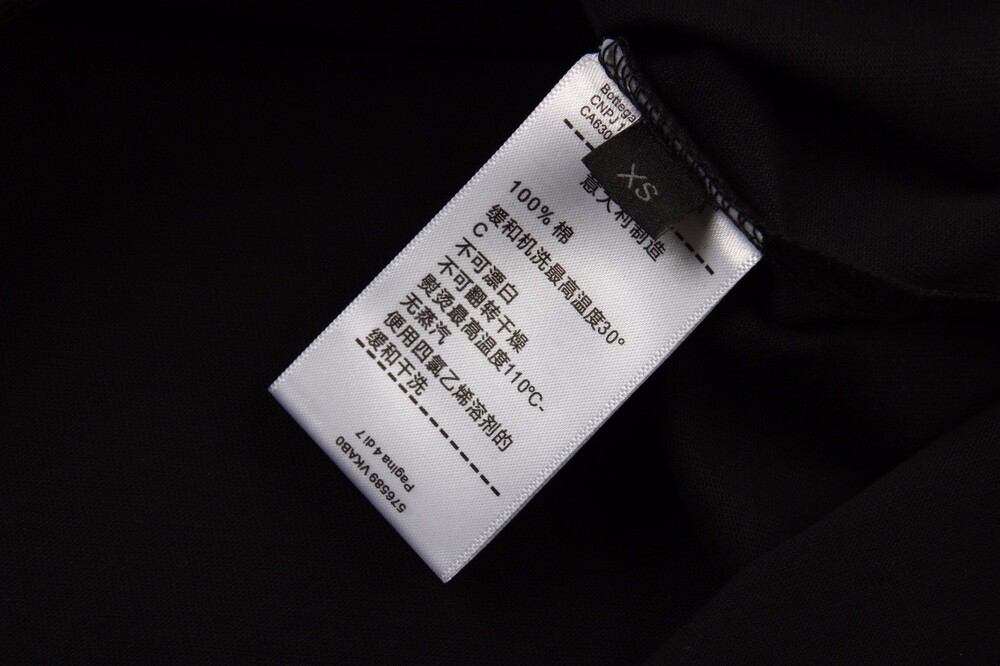 Bottega
CNPJ 1
CA630
XS
意大利制造
100% 棉
缓和机洗最高温度30°
C
不可漂白
不可翻转干燥
熨烫最高温度110°C-
无蒸汽
使用四氯乙烯溶剂的
缓和干洗
Pagina 4 di 7
576589 VKAB0